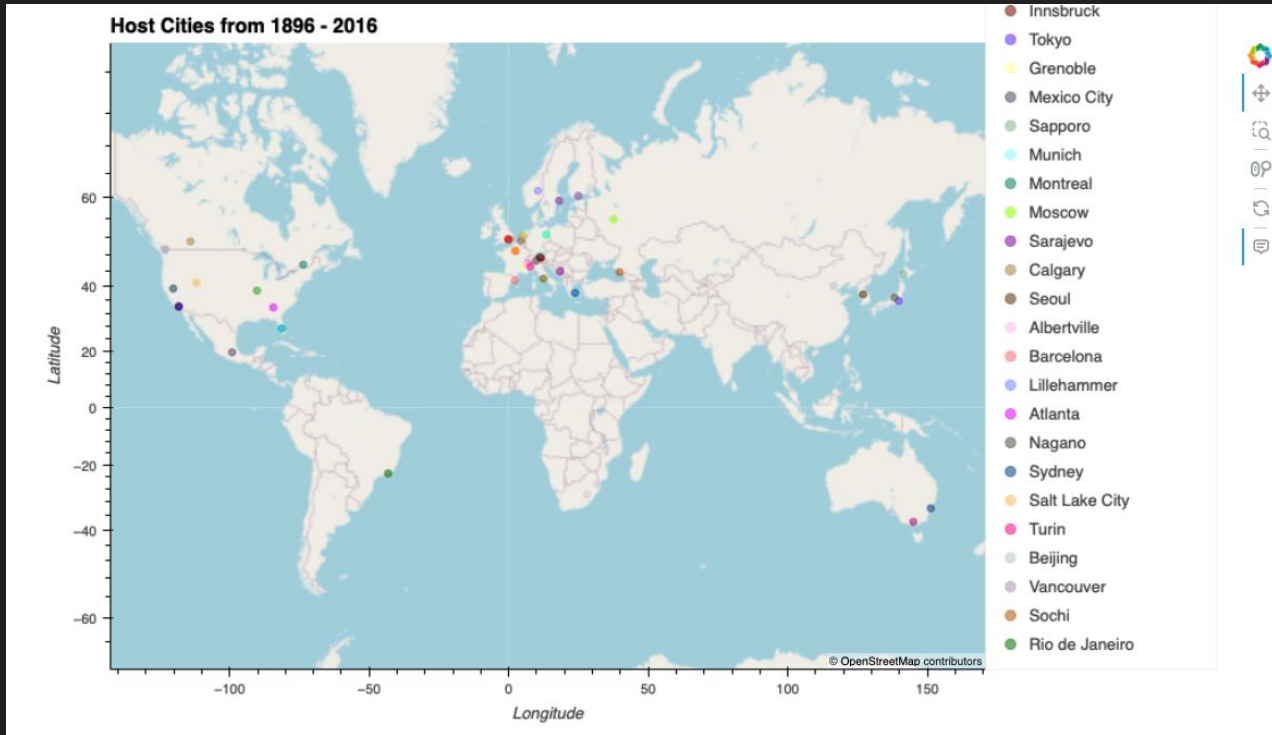 Host Cities from 1896 - 2016
Innsbruck
Tokyo
Grenoble
Mexico City
Sapporo
Munich
Montreal
Moscow
Sarajevo
Calgary
Seoul
Albertville
Barcelona
Lillehammer
Atlanta
Nagano
Sydney
Salt Lake City
Turin
Beijing
Vancouver
Sochi
Rio de Janeiro
Latitude
60
40
20
0
−20
−40
−60
© OpenStreetMap contributors
−100
−50
0
50
100
150
Longitude